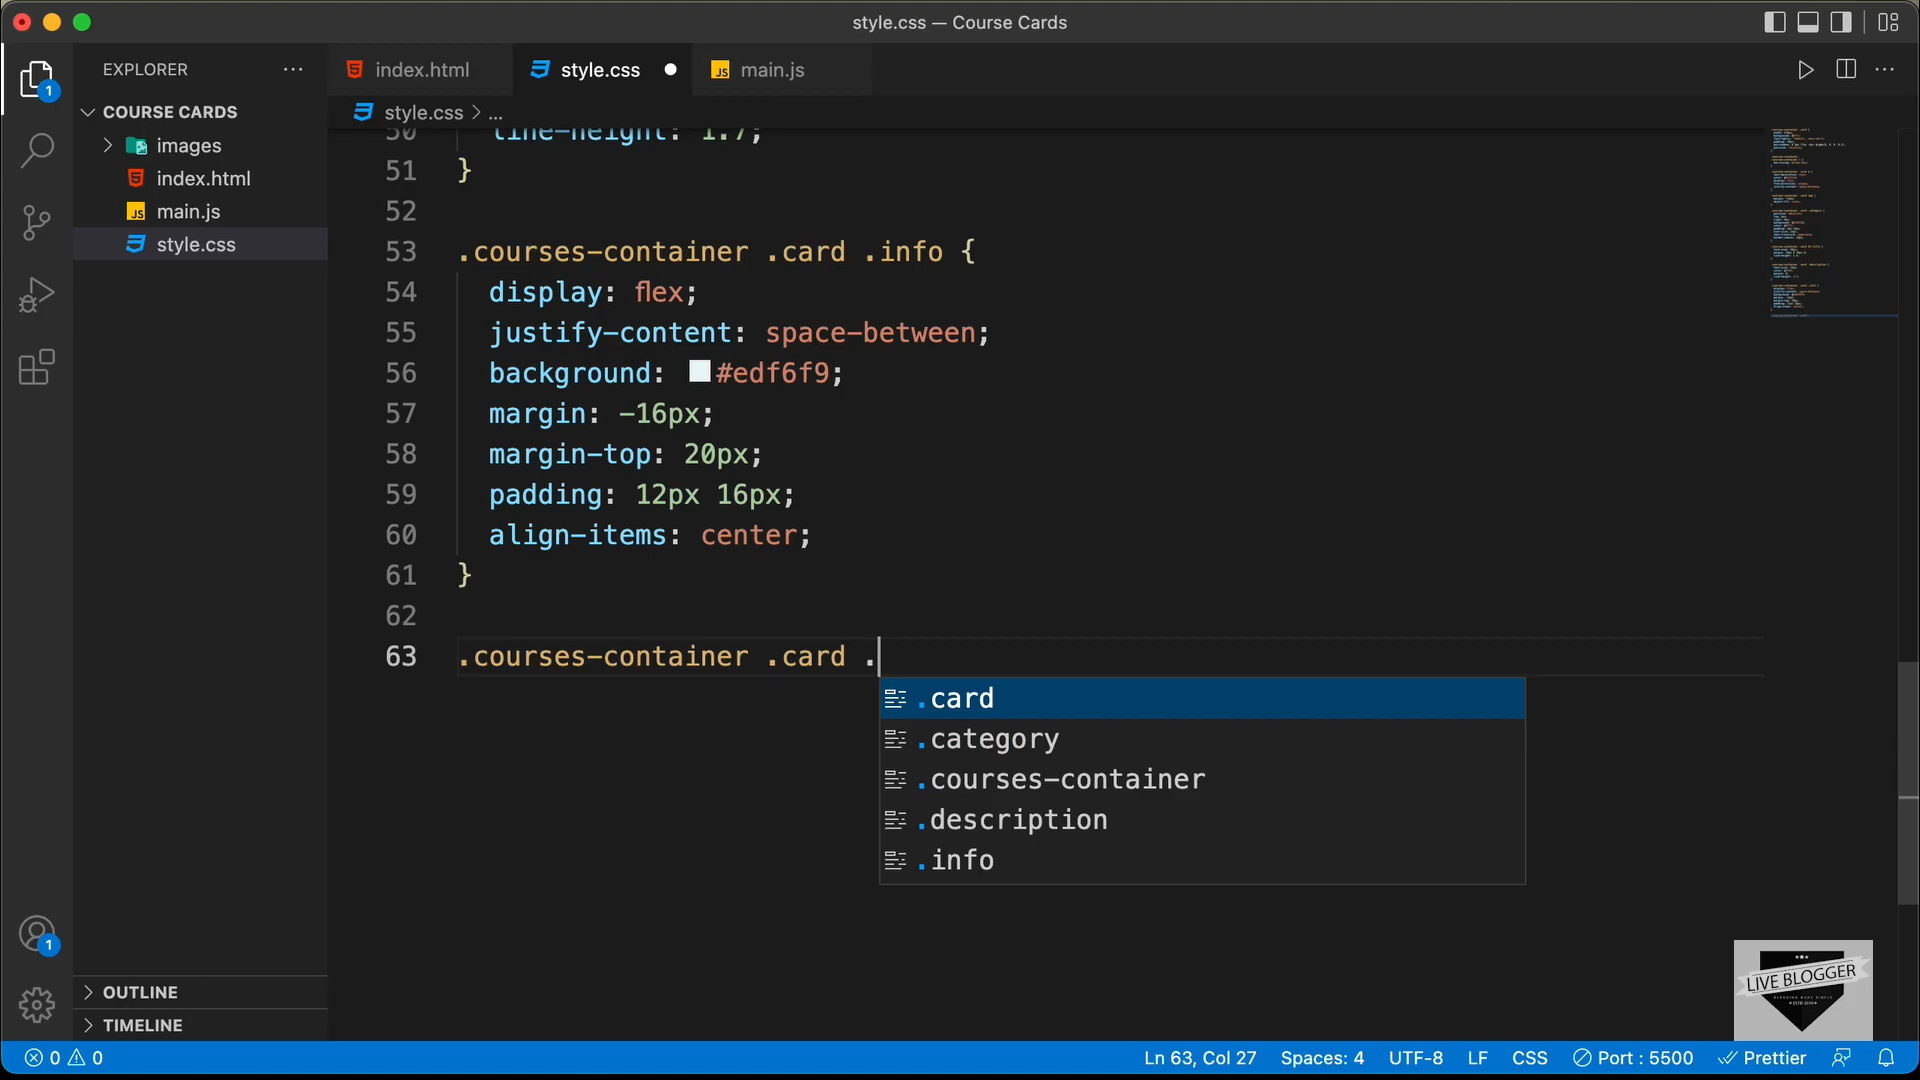 style.css — Course Cards
EXPLORER
index.html
style.css
main.js
1
COURSE CARDS
style.css > ...
images
index.html
main.js
style.css
50 line-height: 1.7;
51 }
52
53 .courses-container .card .info {
54 display: flex;
55 justify-content: space-between;
56 background: #edf6f9;
57 margin: -16px;
58 margin-top: 20px;
59 padding: 12px 16px;
60 align-items: center;
61 }
62
63 .courses-container .card .
.card
.category
.courses-container
.description
.info
1
OUTLINE
TIMELINE
LIVE BLOGGER
0 0
Ln 63, Col 27 Spaces: 4 UTF-8 LF CSS Port : 5500 Prettier